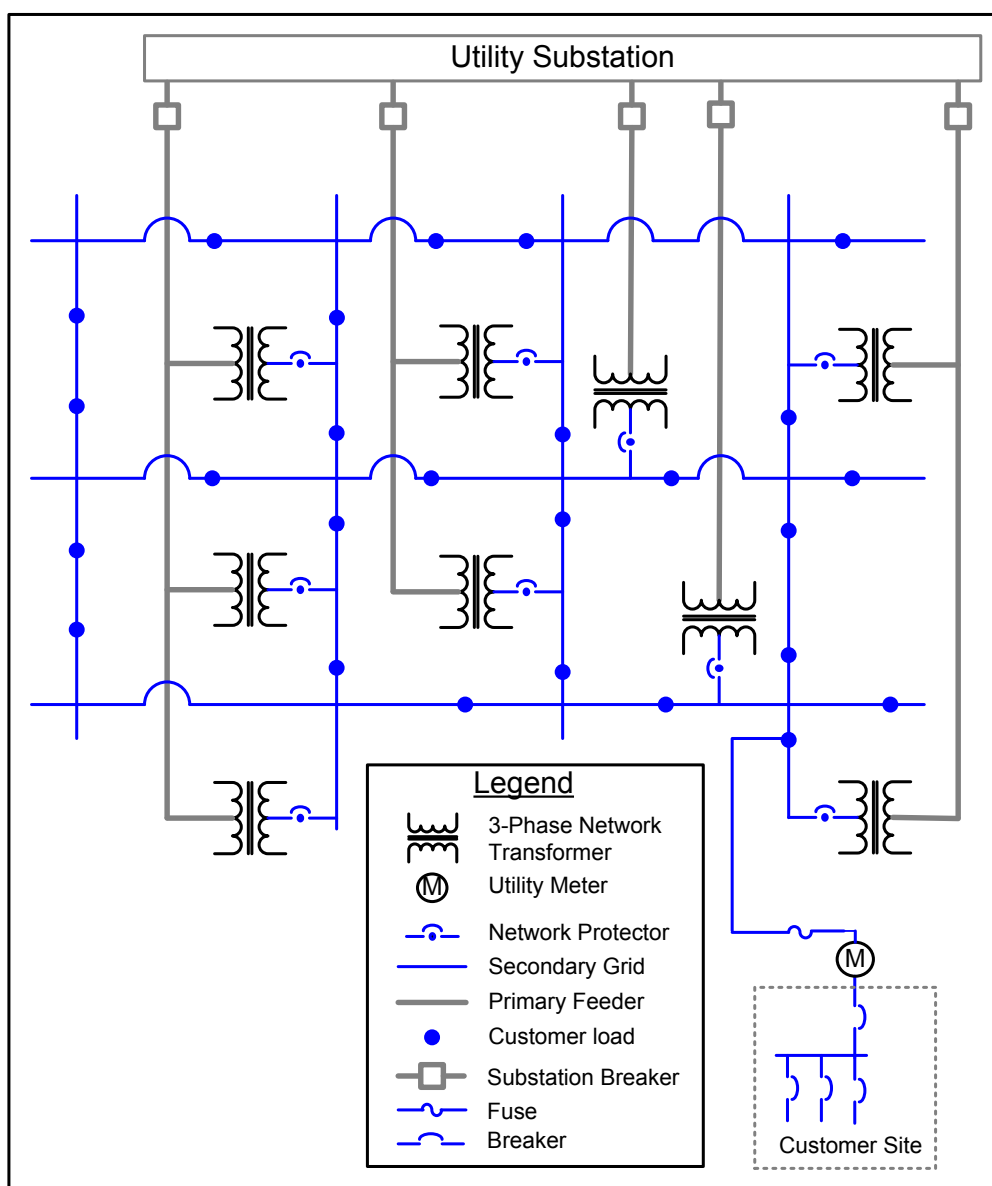 Utility Substation
Legend
3-Phase Network
Transformer
M
Utility Meter
Network Protector
Secondary Grid
Primary Feeder
Customer load
Substation Breaker
Fuse
Breaker
M
Customer Site